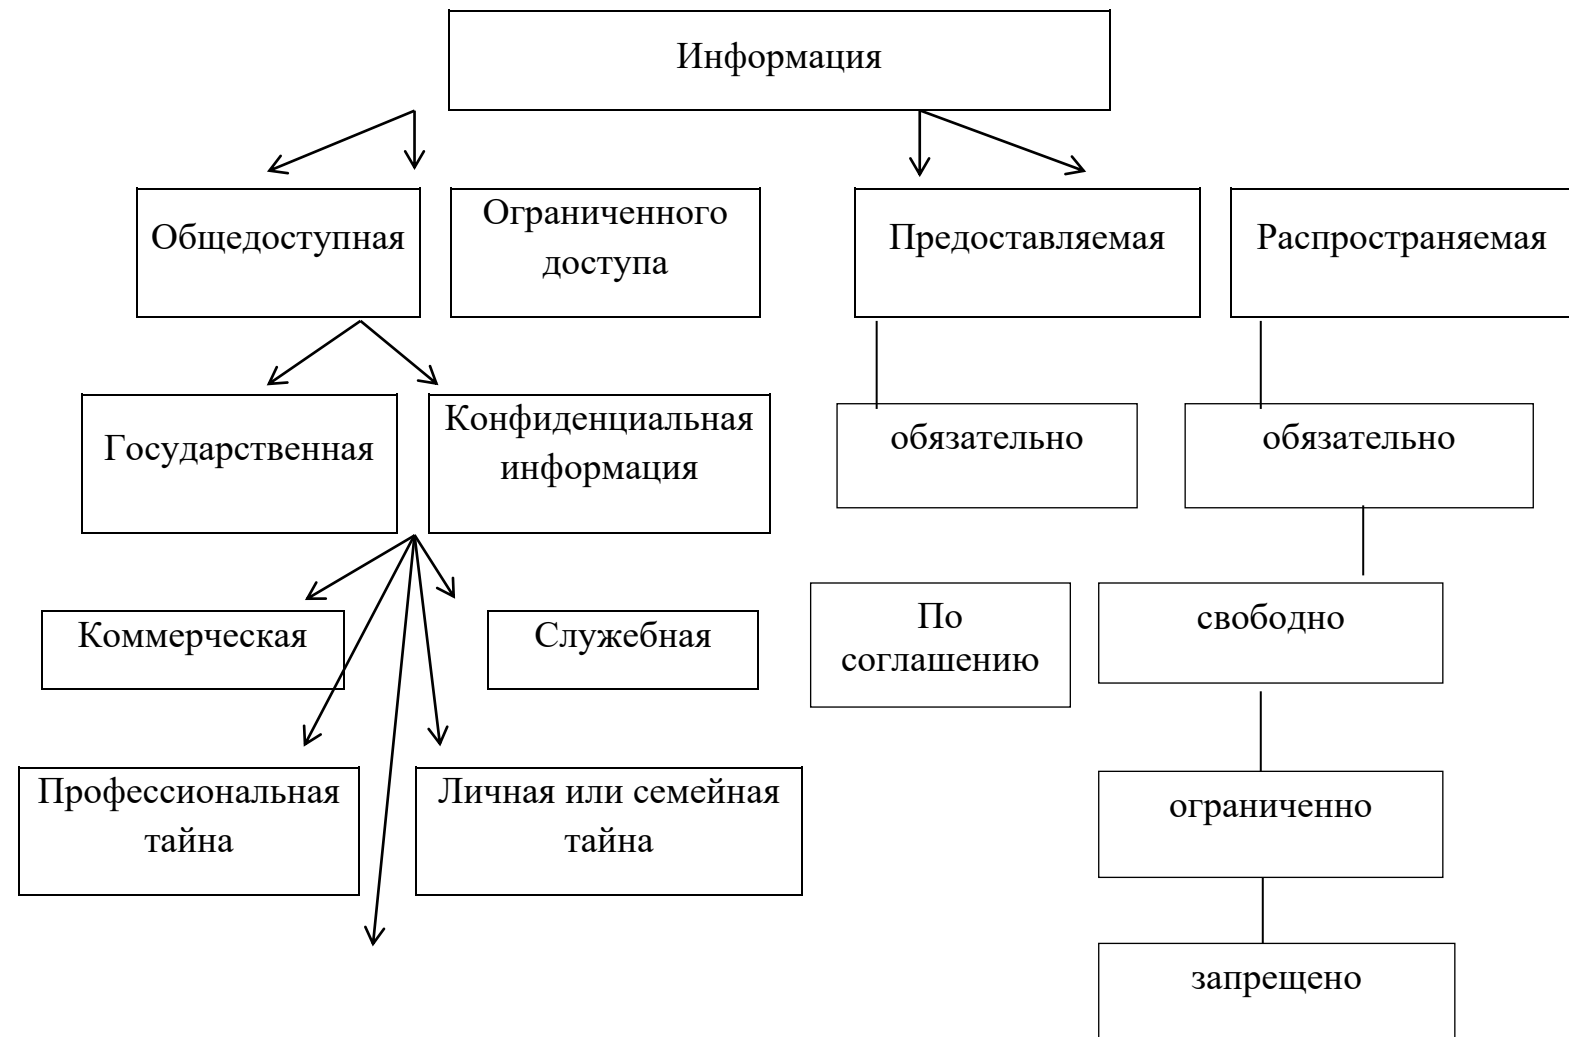 Информация
Общедоступная
Ограниченного
доступа
Предоставляемая
Распространяемая
Государственная
Конфиденциальная
информация
обязательно
обязательно
Коммерческая
Служебная
По
соглашению
свободно
Профессиональная
тайна
Личная или семейная
тайна
ограниченно
запрещено